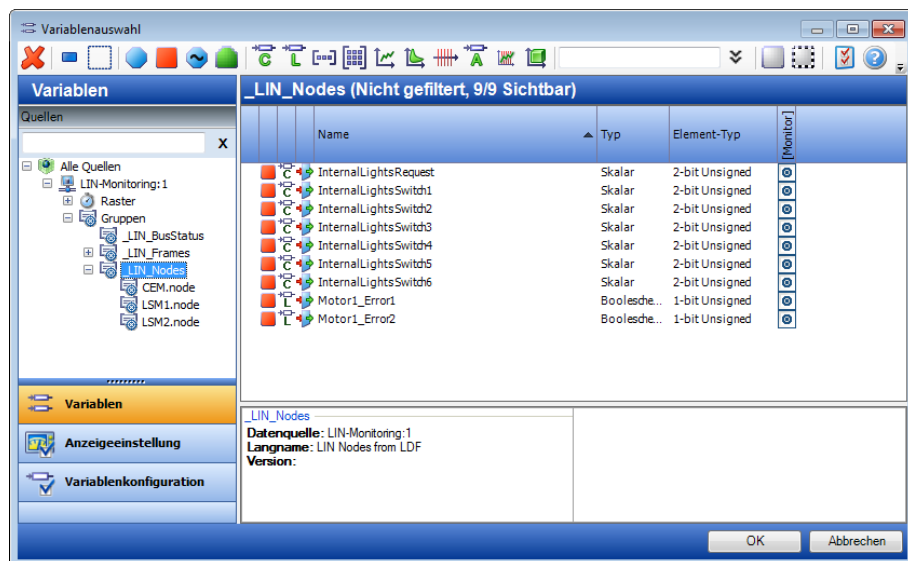 Variablenauswahl
Variablen
_LIN_Nodes (Nicht gefiltert, 9/9 Sichtbar)
Quellen
X
Alle Quellen
LIN-Monitoring:1
Raster
Gruppen
_LIN_BusStatus
_LIN_Frames
_LIN_Nodes
CEM.node
LSM1.node
LSM2.node
Name Typ Element-Typ [Monitor]
InternalLightsRequest Skalar 2-bit Unsigned
InternalLightsSwitch1 Skalar 2-bit Unsigned
InternalLightsSwitch2 Skalar 2-bit Unsigned
InternalLightsSwitch3 Skalar 2-bit Unsigned
InternalLightsSwitch4 Skalar 2-bit Unsigned
InternalLightsSwitch5 Skalar 2-bit Unsigned
InternalLightsSwitch6 Skalar 2-bit Unsigned
Motor1_Error1 Boolesche... 1-bit Unsigned
Motor1_Error2 Boolesche... 1-bit Unsigned
Variablen
Anzeigeeinstellung
Variablenkonfiguration
_LIN_Nodes
Datenquelle: LIN-Monitoring:1
Langname: LIN Nodes from LDF
Version:
OK Abbrechen